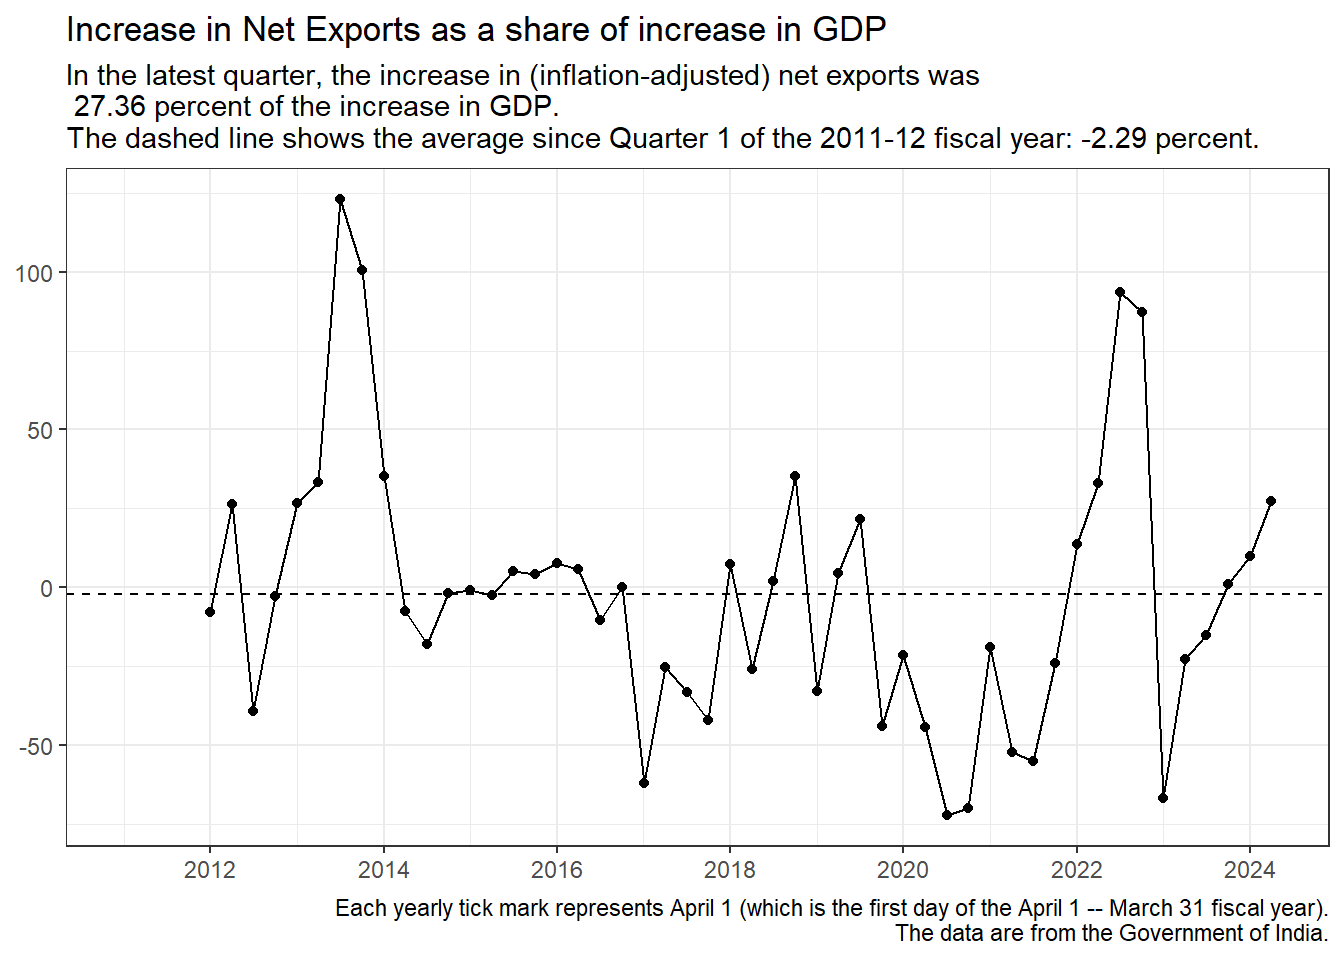 Increase in Net Exports as a share of increase in GDP
In the latest quarter, the increase in (inflation-adjusted) net exports was
27.36 percent of the increase in GDP.
The dashed line shows the average since Quarter 1 of the 2011-12 fiscal year: -2.29 percent.
100
50
0
-50
2012 2014 2016 2018 2020 2022 2024
Each yearly tick mark represents April 1 (which is the first day of the April 1 -- March 31 fiscal year).
The data are from the Government of India.